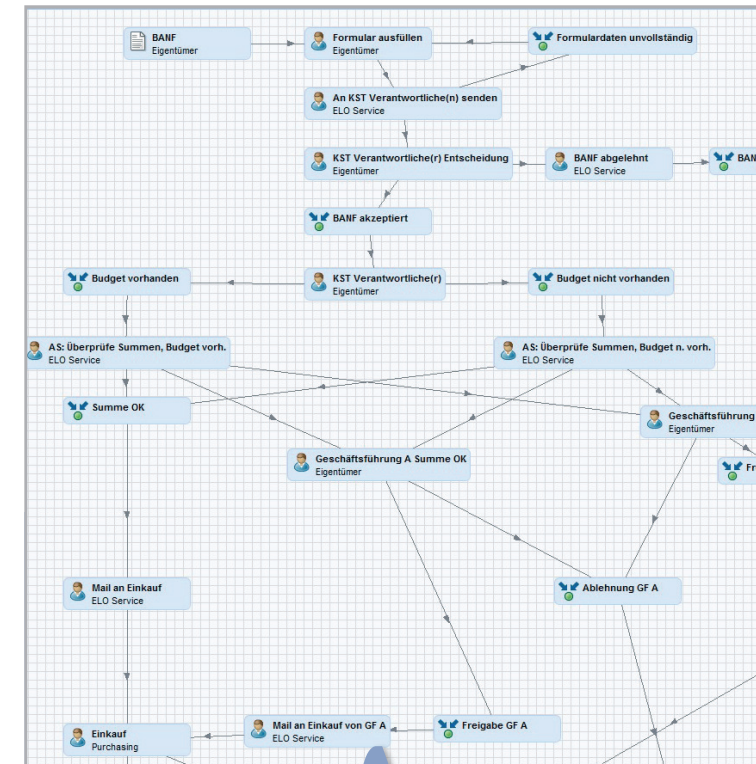 BANF
Eigentümer
Formular ausfüllen
Eigentümer
Formulardaten unvollständig
An KST Verantwortliche(n) senden
ELO Service
KST Verantwortliche(r) Entscheidung
Eigentümer
BANF abgelehnt
ELO Service
BANF akzeptiert
Budget vorhanden
KST Verantwortliche(r)
Eigentümer
Budget nicht vorhanden
AS: Überprüfe Summen, Budget vorh.
ELO Service
AS: Überprüfe Summen, Budget n. vorh.
ELO Service
Summe OK
Geschäftsführung
Eigentümer
Geschäftsführung A Summe OK
Eigentümer
Mail an Einkauf
ELO Service
Ablehnung GF A
Einkauf
Purchasing
Mail an Einkauf von GF A
ELO Service
Freigabe GF A